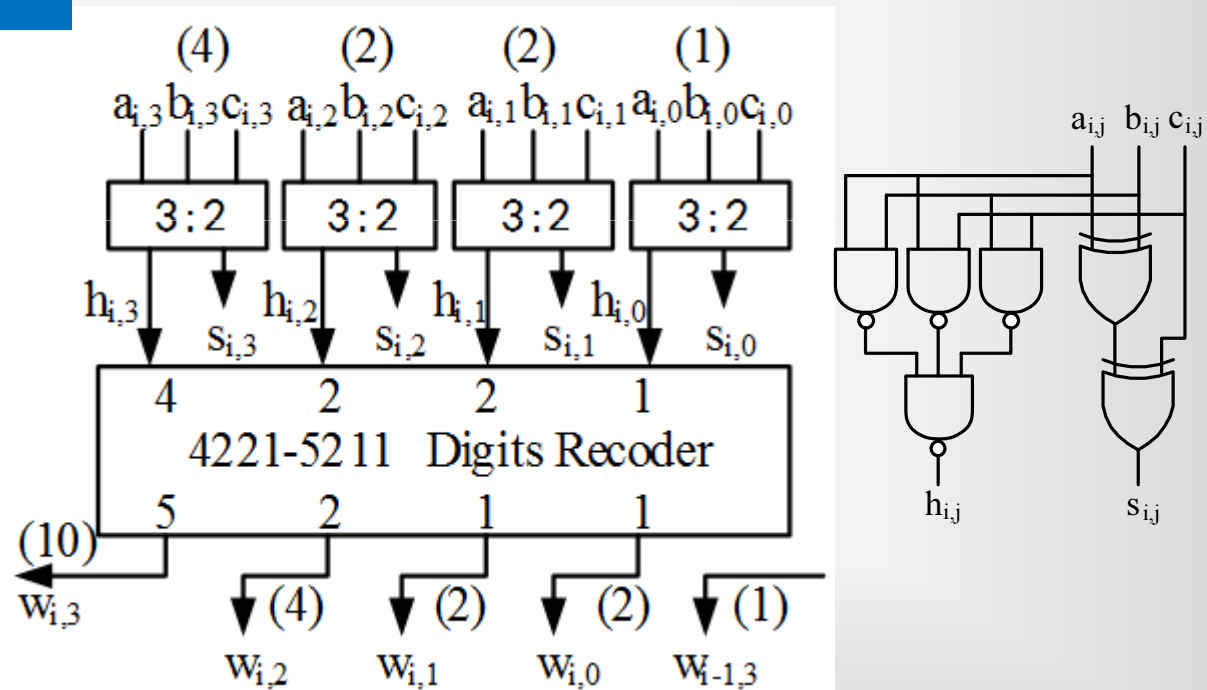 (4) (2) (2) (1)
a_{i,3} b_{i,3} c_{i,3} a_{i,2} b_{i,2} c_{i,2} a_{i,1} b_{i,1} c_{i,1} a_{i,0} b_{i,0} c_{i,0}
3:2 3:2 3:2 3:2
h_{i,3} h_{i,2} h_{i,1} h_{i,0}
s_{i,3} s_{i,2} s_{i,1} s_{i,0}
4 2 2 1
4221-5211 Digits Recoder
5 2 1 1
(10)
w_{i,3} (4) (2) (2) (1)
w_{i,2} w_{i,1} w_{i,0} w_{i-1,3}
a_{i,j} b_{i,j} c_{i,j}
h_{i,j} s_{i,j}